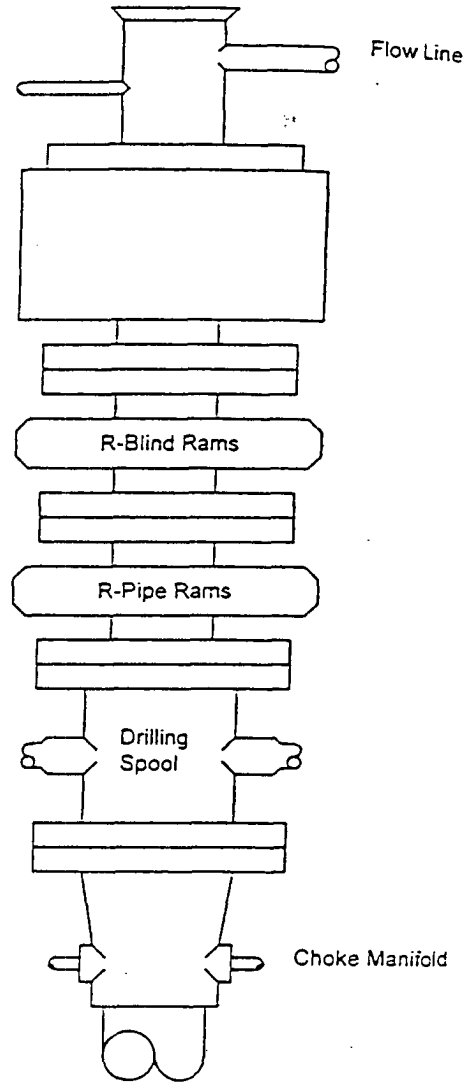 Flow Line
R-Blind Rams
R-Pipe Rams
Drilling
Spool
Choke Manifold